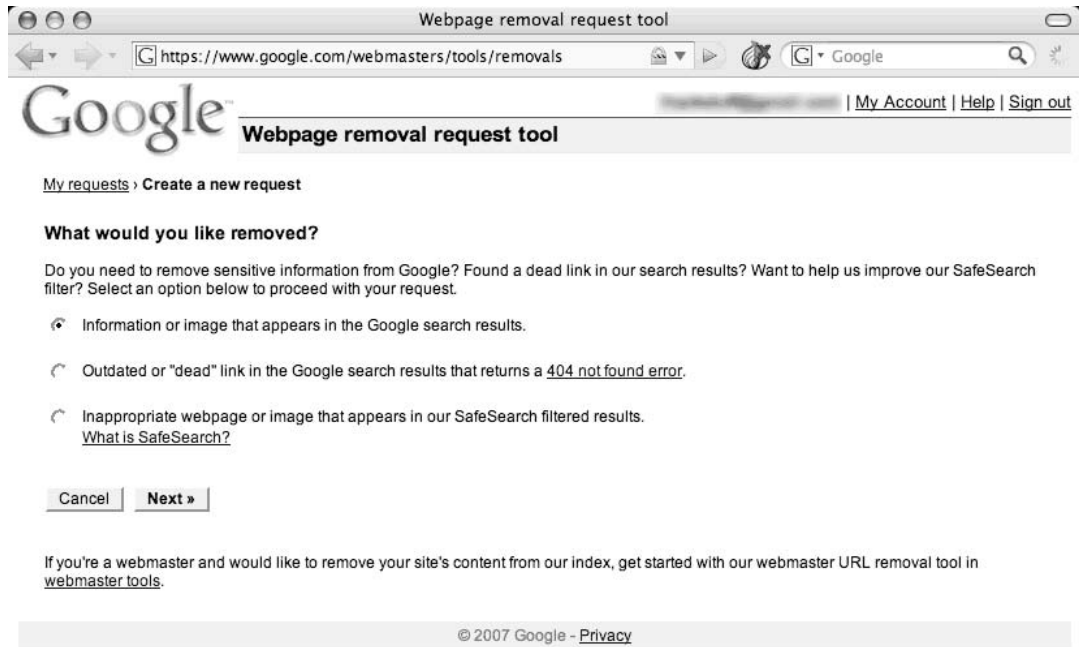 Webpage removal request tool
https://www.google.com/webmasters/tools/removals
G
Google
Google
| My Account | Help | Sign out
Webpage removal request tool
My requests › Create a new request
What would you like removed?
Do you need to remove sensitive information from Google? Found a dead link in our search results? Want to help us improve our SafeSearch
filter? Select an option below to proceed with your request.
Information or image that appears in the Google search results.
Outdated or "dead" link in the Google search results that returns a 404 not found error.
Inappropriate webpage or image that appears in our SafeSearch filtered results.
What is SafeSearch?
Cancel Next »
If you're a webmaster and would like to remove your site's content from our index, get started with our webmaster URL removal tool in
webmaster tools.
© 2007 Google - Privacy